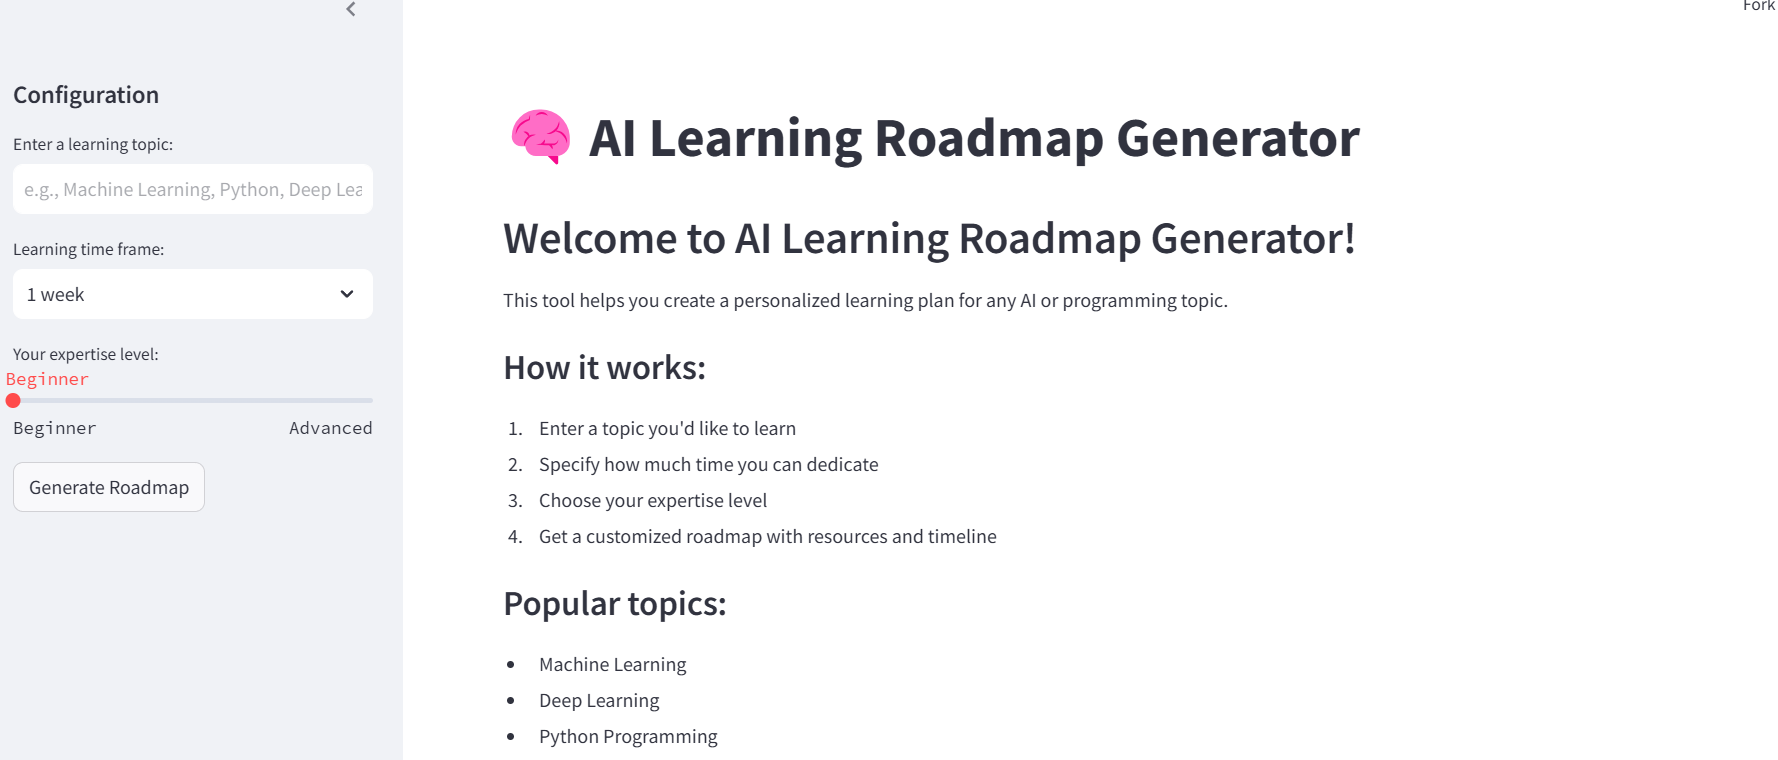 Fork
Configuration
Enter a learning topic:
e.g., Machine Learning, Python, Deep Lea
Learning time frame:
1 week
Your expertise level:
Beginner
Beginner Advanced
Generate Roadmap
AI Learning Roadmap Generator
Welcome to AI Learning Roadmap Generator!
This tool helps you create a personalized learning plan for any AI or programming topic.
How it works:
1. Enter a topic you'd like to learn
2. Specify how much time you can dedicate
3. Choose your expertise level
4. Get a customized roadmap with resources and timeline
Popular topics:
• Machine Learning
• Deep Learning
• Python Programming